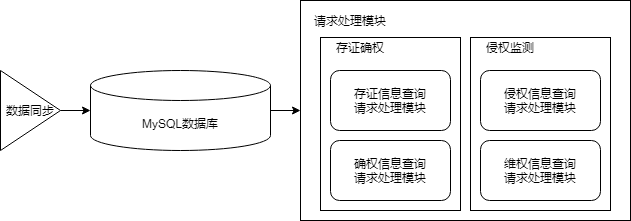 请求处理模块
存证确权
侵权监测
数据同步
MySQL数据库
存证信息查询
请求处理模块
侵权信息查询
请求处理模块
确权信息查询
请求处理模块
维权信息查询
请求处理模块